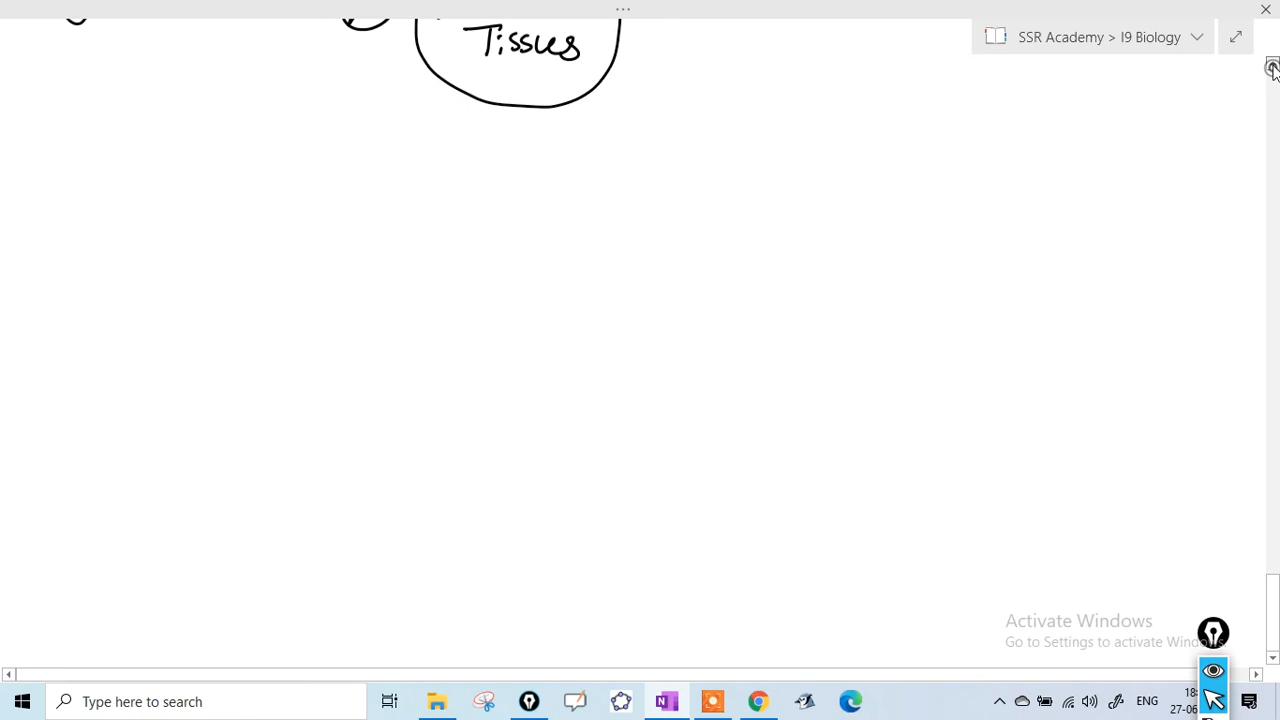 Tissues
SSR Academy > I9 Biology
Activate Windows
Go to Settings to activate Windows.
Type here to search
ENG